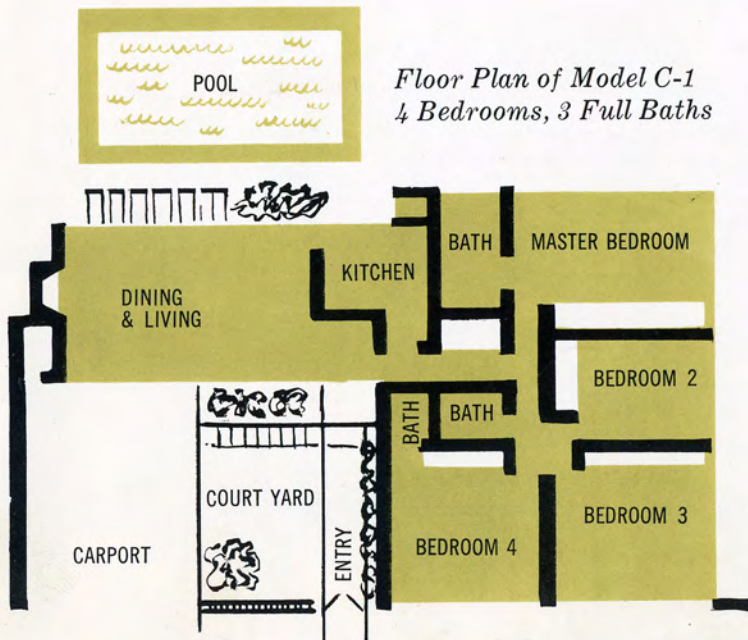 POOL
Floor Plan of Model C-1
4 Bedrooms, 3 Full Baths
BATH
MASTER BEDROOM
KITCHEN
DINING
& LIVING
BEDROOM 2
BATH
BATH
COURT YARD
ENTRY
BEDROOM 3
CARPORT
BEDROOM 4